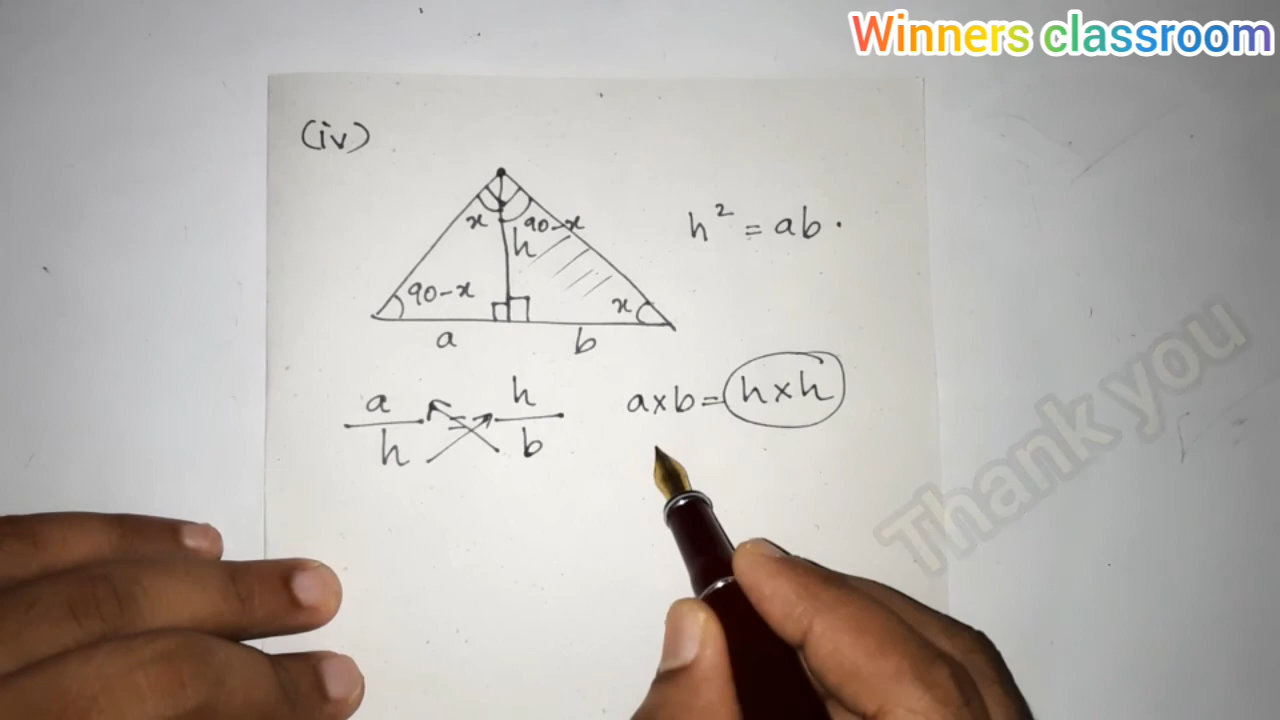 Winners classroom
(iv)
x 90-x
h
h² = ab.
90-x x
a b
a/h = h/b
a×b = h×h
Thank you